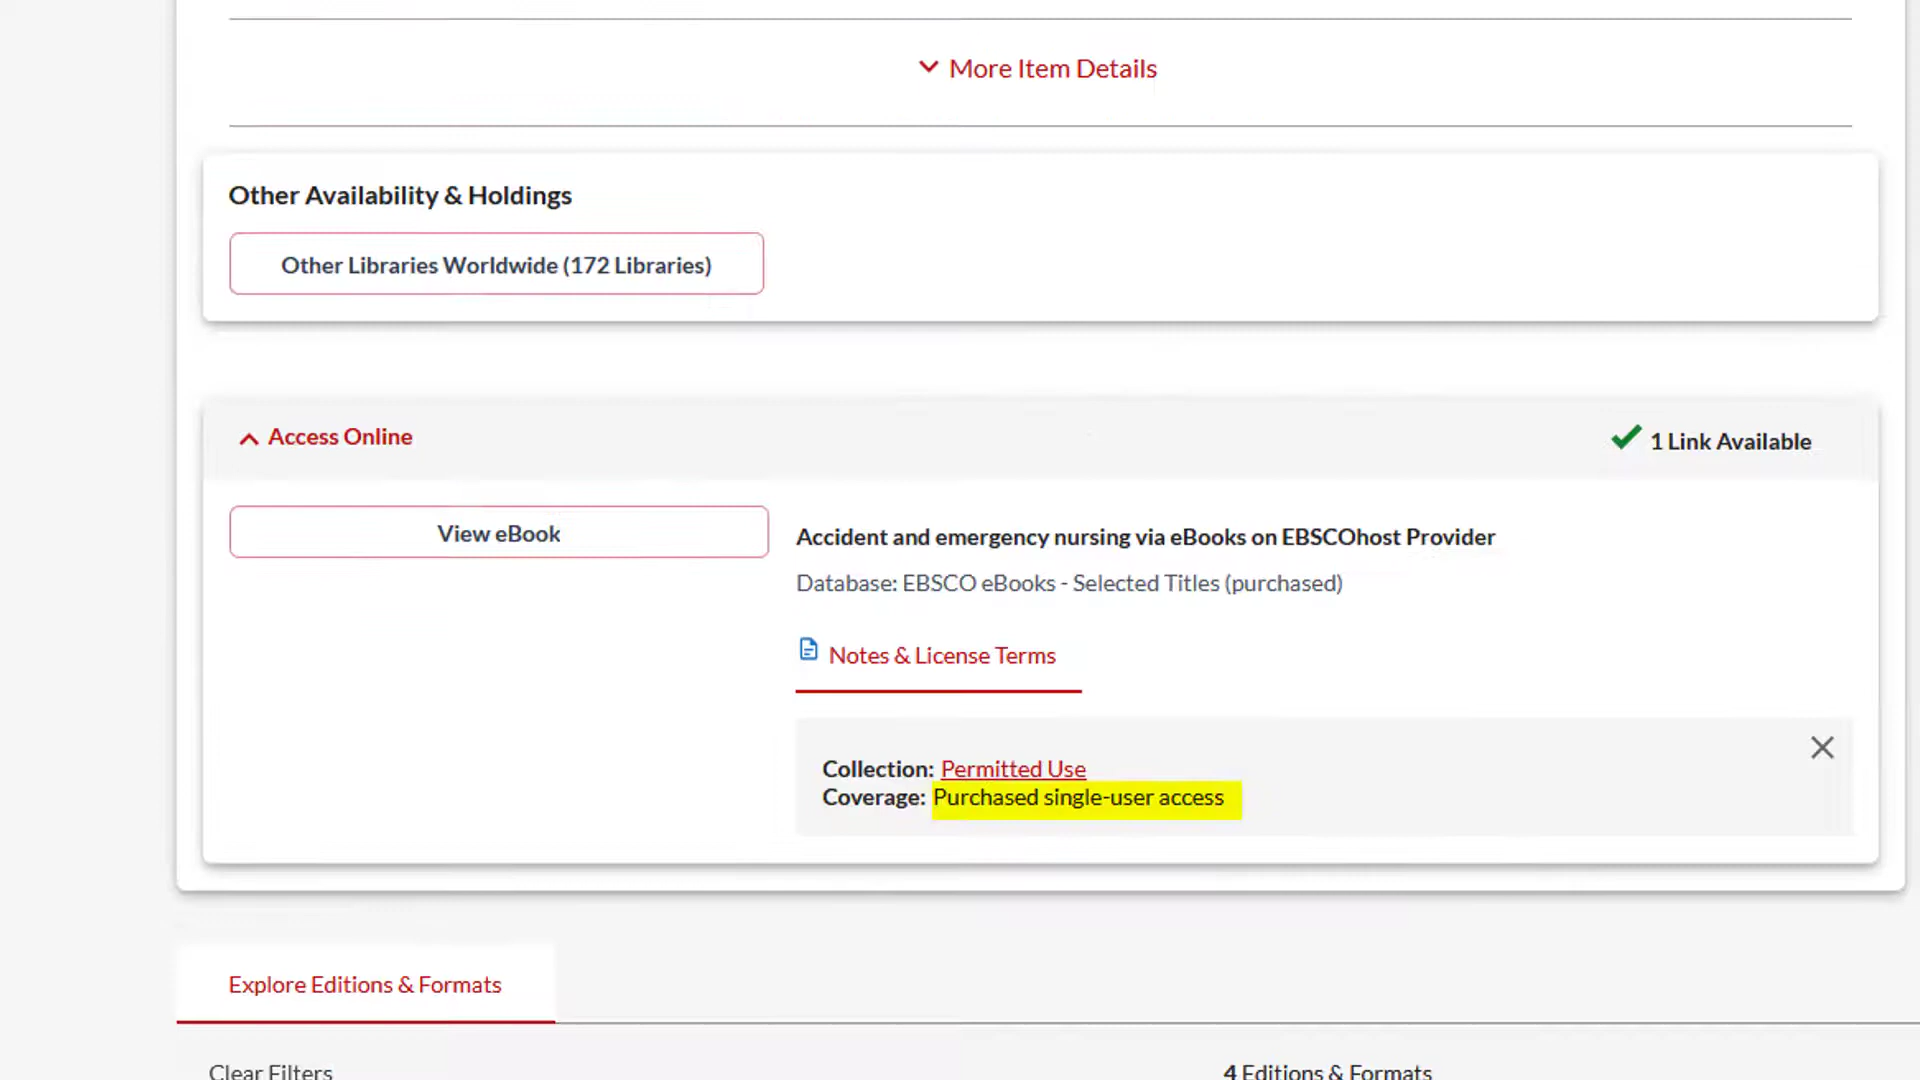 More Item Details
Other Availability & Holdings
Other Libraries Worldwide (172 Libraries)
Access Online
1 Link Available
View eBook
Accident and emergency nursing via eBooks on EBSCOhost Provider
Database: EBSCO eBooks - Selected Titles (purchased)
Notes & License Terms
Collection: Permitted Use
Coverage: Purchased single-user access
Explore Editions & Formats
Clear Filters
4 Editions & Formats